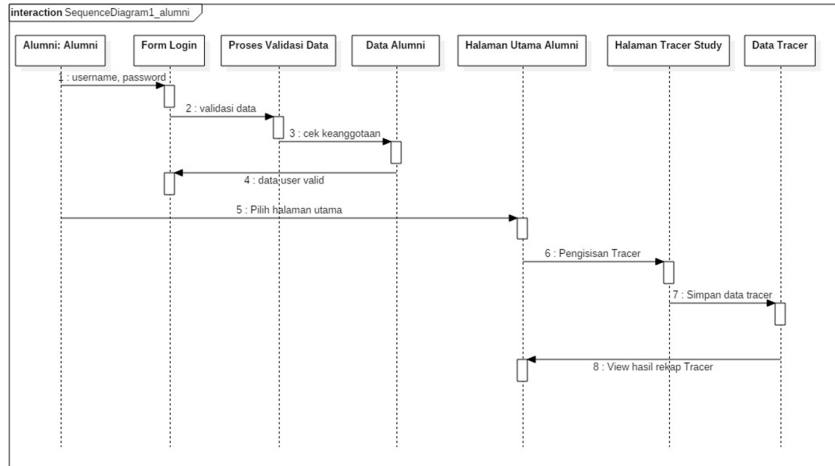 interaction SequenceDiagram1_alumni
Alumni: Alumni
Form Login
Proses Validasi Data
Data Alumni
Halaman Utama Alumni
Halaman Tracer Study
Data Tracer
1 : username, password
2 : validasi data
3 : cek keanggotaan
4 : data user valid
5 : Pilih halaman utama
6 : Pengisisan Tracer
7 : Simpan data tracer
8 : View hasil rekap Tracer